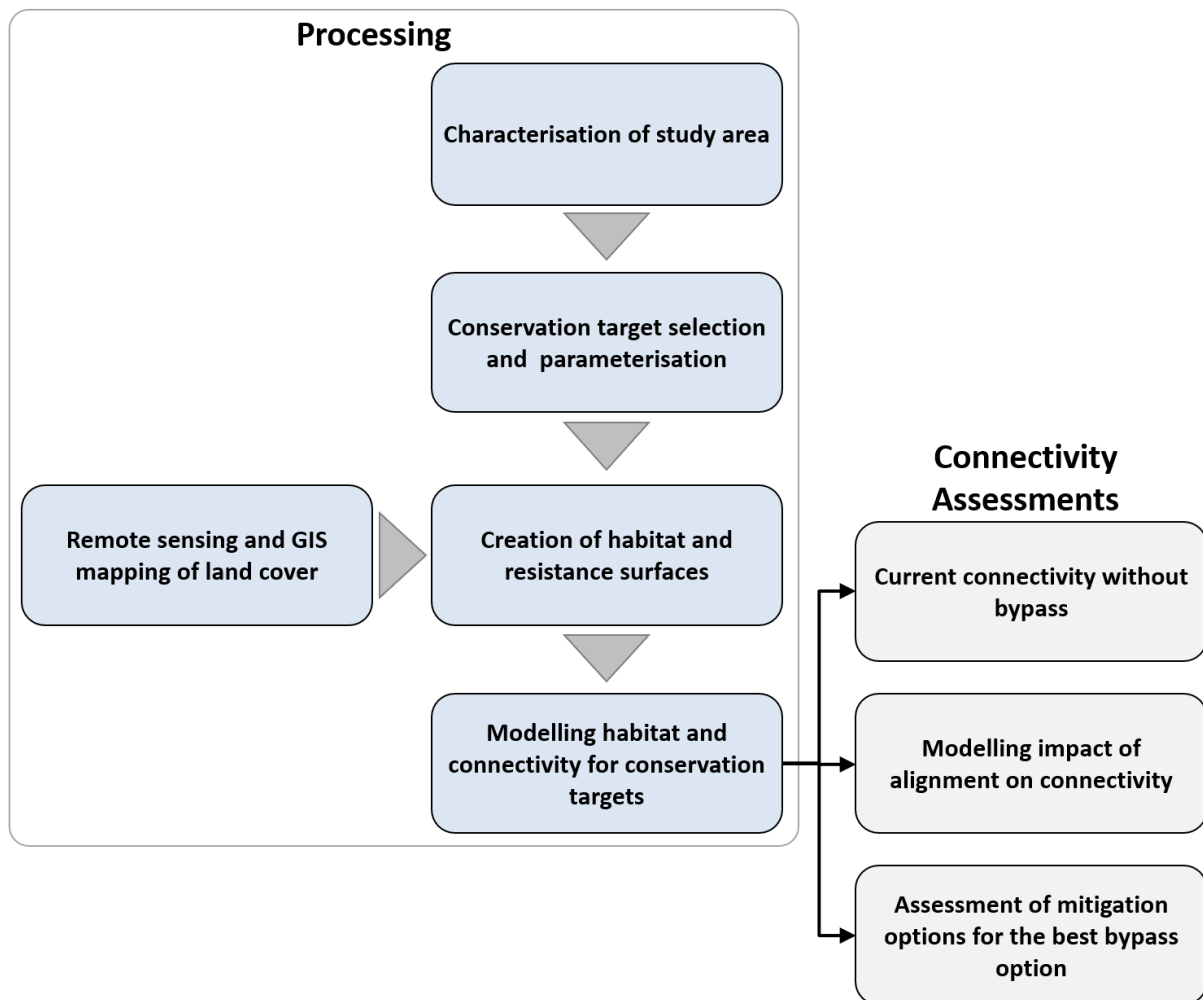 Processing
Characterisation of study area
Conservation target selection
and  parameterisation
Remote sensing and GIS
mapping of land cover
Creation of habitat and
resistance surfaces
Modelling habitat and
connectivity for conservation
targets
Connectivity
Assessments
Current connectivity without
bypass
Modelling impact of
alignment on connectivity
Assessment of mitigation
options for the best bypass
option